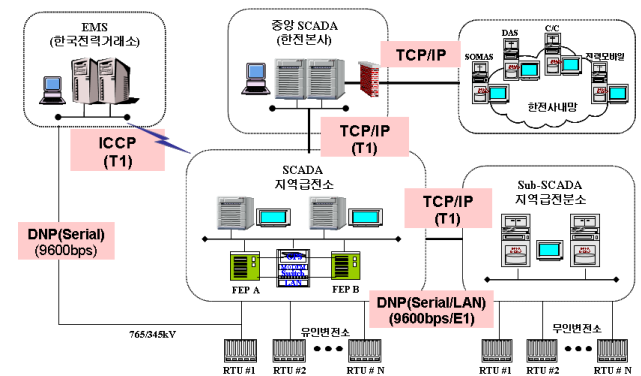 EMS
(한국전력거래소)
중앙 SCADA
(한전본사)
TCP/IP
C/C
DAS
SOMAS
전력모바일
한전사내망
ICCP
(T1)
TCP/IP
(T1)
SCADA
지역급전소
TCP/IP
(T1)
Sub-SCADA
지역급전분소
DNP(Serial)
(9600bps)
GPS
MODEM
Switch
LAN
FEP A
FEP B
DNP(Serial/LAN)
(9600bps/E1)
765/345kV
유인변전소
무인변전소
RTU #1
RTU #2
RTU # N
RTU #1
RTU #2
RTU # N